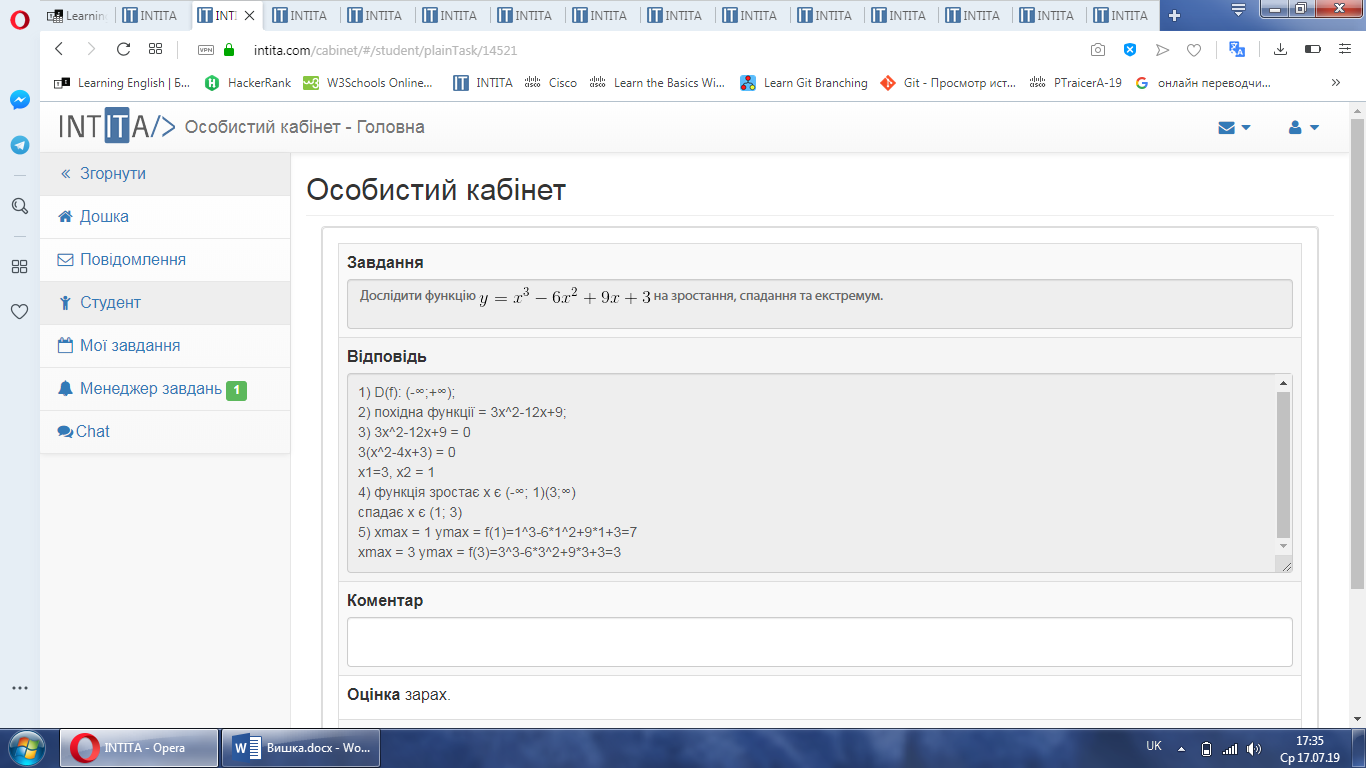 Learning
INTITA
INTI
INTITA
INTITA
INTITA
INTITA
INTITA
INTITA
INTITA
INTITA
INTITA
INTITA
INTITA
VPN
intita.com/cabinet/#/student/plainTask/14521
Learning English | Б...
HackerRank
W3Schools Online...
INTITA
Cisco
Learn the Basics Wi...
Learn Git Branching
Git - Просмотр ист...
PTraicerA-19
онлайн переводчи...
INTITA/> Особистий кабінет - Головна
« Згорнути
Дошка
Повідомлення
Студент
Мої завдання
Менеджер завдань 1
Chat
Особистий кабінет
Завдання
Дослідити функцію y = x³ − 6x² + 9x + 3 на зростання, спадання та екстремум.
Відповідь
1) D(f): (-∞;+∞);
2) похідна функції = 3x^2-12x+9;
3) 3x^2-12x+9 = 0
3(x^2-4x+3) = 0
x1=3, x2 = 1
4) функція зростає x є (-∞; 1)(3;∞)
спадає x є (1; 3)
5) xmax = 1 ymax = f(1)=1^3-6*1^2+9*1+3=7
xmax = 3 ymax = f(3)=3^3-6*3^2+9*3+3=3
Коментар
Оцінка зарах.
INTITA - Opera
Вишка.docx - Wo...
UK
17:35
Ср 17.07.19